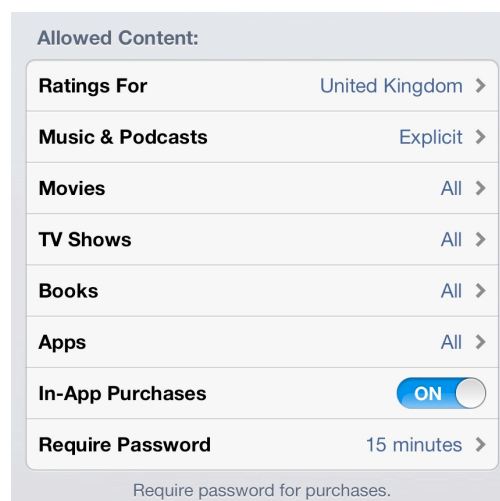 Allowed Content:
Ratings For United Kingdom
Music & Podcasts Explicit
Movies All
TV Shows All
Books All
Apps All
In-App Purchases ON
Require Password 15 minutes
Require password for purchases.